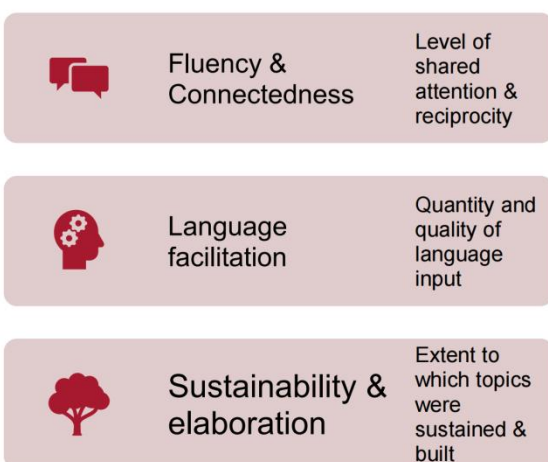 Fluency &
Connectedness
Level of
shared
attention &
reciprocity
Language
facilitation
Quantity and
quality of
language
input
Sustainability &
elaboration
Extent to
which topics
were
sustained &
built